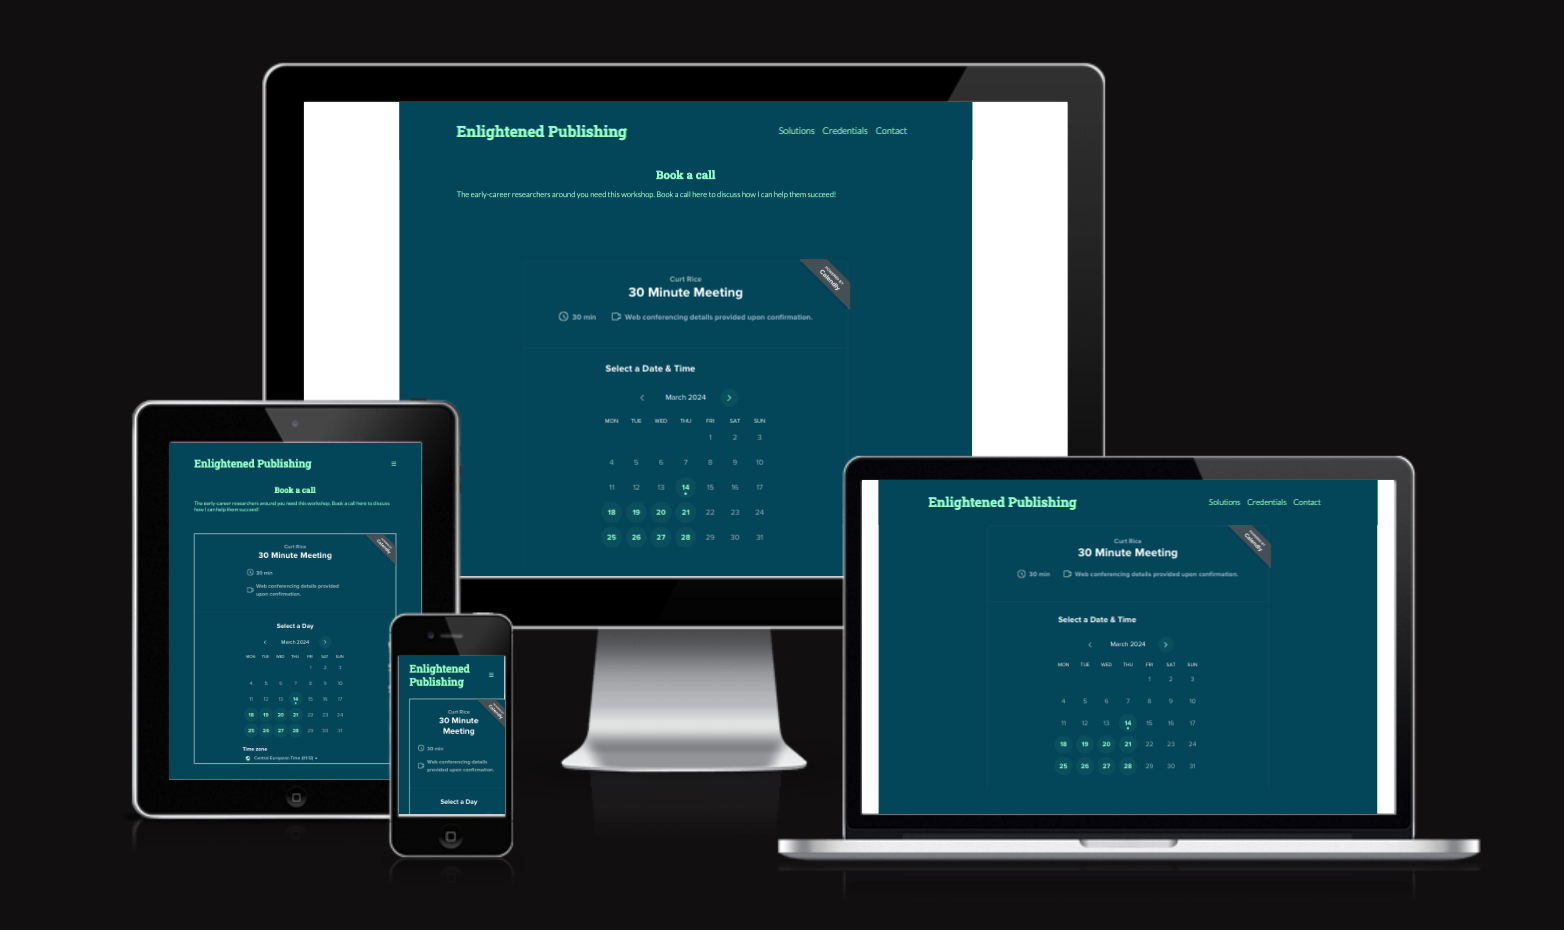 Enlightened Publishing
Solutions Credentials Contact
Book a call
The early-career researchers around you need this workshop. Book a call here to discuss how I can help them succeed!
POWERED BY
Calendly
Curt Rice
30 Minute Meeting
30 min Web conferencing details provided upon confirmation.
Select a Date & Time
March 2024
MON TUE WED THU FRI SAT SUN
1 2 3
4 5 6 7 8 9 10
11 12 13 14 15 16 17
18 19 20 21 22 23 24
25 26 27 28 29 30 31
Enlightened Publishing
Book a call
The early-career researchers around you need this workshop. Book a call here to discuss
how I can help them succeed!
Calendly
Curt Rice
30 Minute Meeting
30 min
Web conferencing details provided
upon confirmation.
Select a Day
March 2024
MON TUE WED THU FRI SAT SUN
1 2 3
4 5 6 7 8 9 10
11 12 13 14 15 16 17
18 19 20 21 22 23 24
25 26 27 28 29 30 31
Time zone
Central European Time
Enlightened
Publishing
Calendly
Curt Rice
30 Minute
Meeting
30 min
Web conferencing details
provided upon confirmation.
Select a Day
Enlightened Publishing
Solutions Credentials Contact
POWERED BY
Calendly
Curt Rice
30 Minute Meeting
30 min Web conferencing details provided upon confirmation.
Select a Date & Time
March 2024
MON TUE WED THU FRI SAT SUN
1 2 3
4 5 6 7 8 9 10
11 12 13 14 15 16 17
18 19 20 21 22 23 24
25 26 27 28 29 30 31